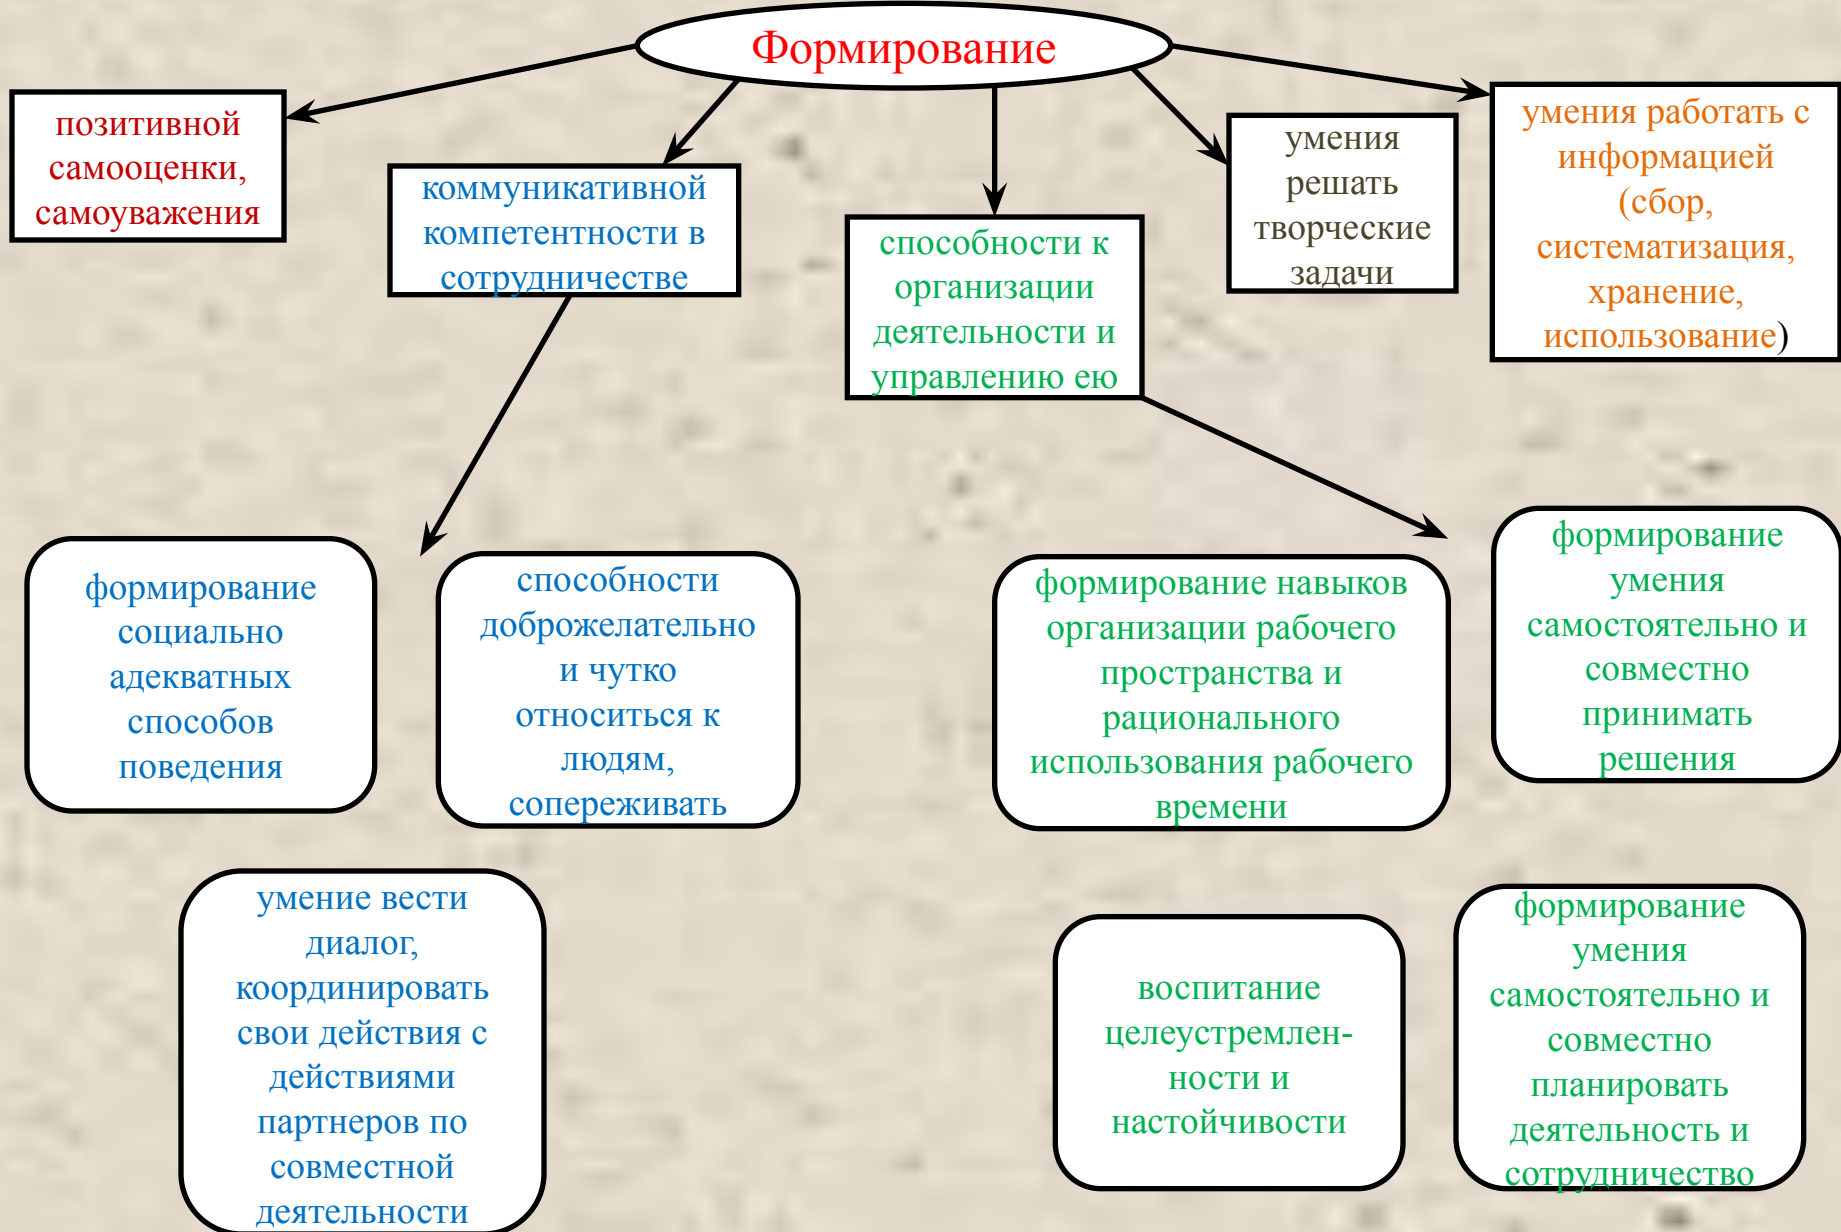 Формирование
позитивной
самооценки,
самоуважения
коммуникативной
компетентности в
сотрудничестве
способности к
организации
деятельности и
управлению ею
умения
решать
творческие
задачи
умения работать с
информацией
(сбор,
систематизация,
хранение,
использование)
формирование
социально
адекватных
способов
поведения
способности
доброжелательно
и чутко
относиться к
людям,
сопереживать
формирование навыков
организации рабочего
пространства и
рационального
использования рабочего
времени
формирование
умения
самостоятельно и
совместно
принимать
решения
умение вести
диалог,
координировать
свои действия с
действиями
партнеров по
совместной
деятельности
воспитание
целеустремлен-
ности и
настойчивости
формирование
умения
самостоятельно и
совместно
планировать
деятельность и
сотрудничество